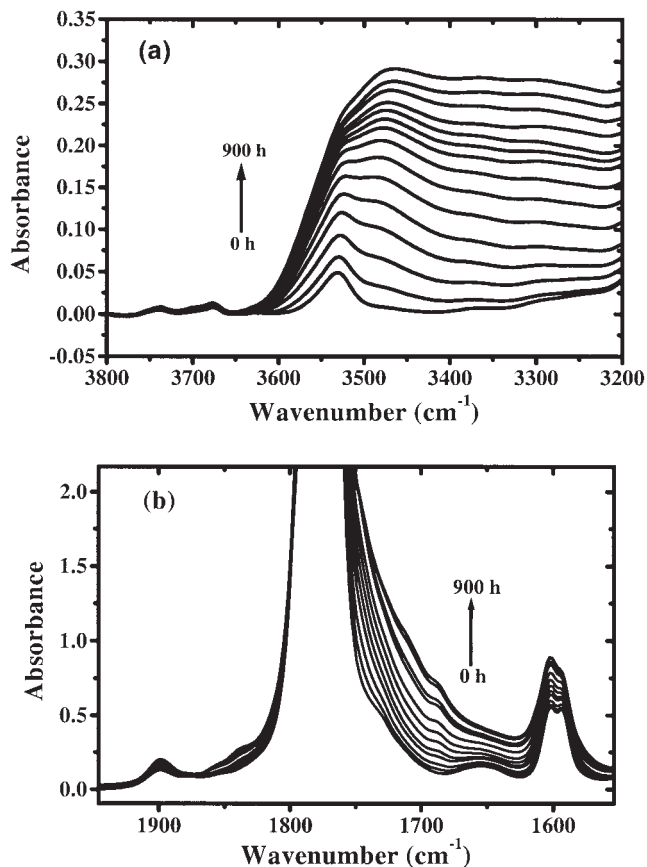 (a)
0.35
0.30
0.25
0.20
0.15
0.10
0.05
0.00
-0.05
Absorbance
900 h
0 h
3800 3700 3600 3500 3400 3300 3200
Wavenumber (cm-1)
(b)
2.0
1.5
1.0
0.5
0.0
Absorbance
900 h
0 h
1900 1800 1700 1600
Wavenumber (cm-1)